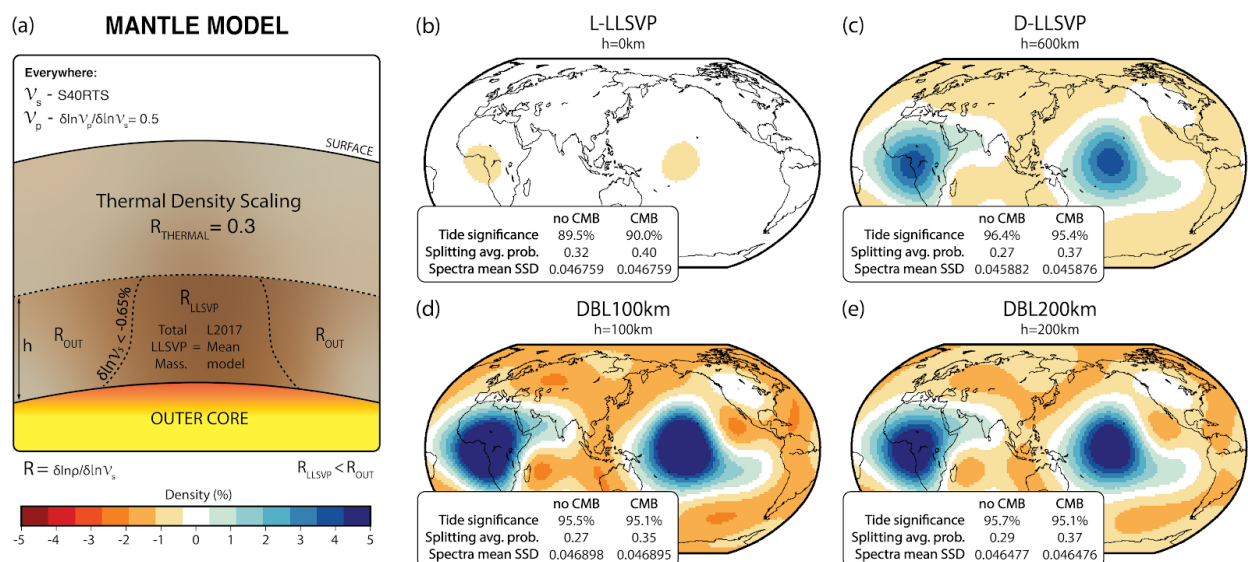 (a) MANTLE MODEL
Everywhere:
Vs - S40RTS
Vp - δlnVp/δlnVs= 0.5
SURFACE
Thermal Density Scaling
RTHERMAL = 0.3
h
ROUT
δlnVs < -0.65%
RLLSVP
Total L2017
LLSVP = Mean
Mass. model
ROUT
OUTER CORE
R = δlnρ/δlnVs
RLLSVP < ROUT
Density (%)
-5 -4 -3 -2 -1 0 1 2 3 4 5
(b) L-LLSVP
h=0km
no CMB CMB
Tide significance 89.5% 90.0%
Splitting avg. prob. 0.32 0.40
Spectra mean SSD 0.046759 0.046759
(c) D-LLSVP
h=600km
no CMB CMB
Tide significance 96.4% 95.4%
Splitting avg. prob. 0.27 0.37
Spectra mean SSD 0.045882 0.045876
(d) DBL100km
h=100km
no CMB CMB
Tide significance 95.5% 95.1%
Splitting avg. prob. 0.27 0.35
Spectra mean SSD 0.046898 0.046895
(e) DBL200km
h=200km
no CMB CMB
Tide significance 95.7% 95.1%
Splitting avg. prob. 0.29 0.37
Spectra mean SSD 0.046477 0.046476